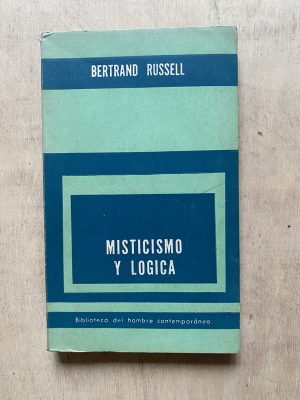 BERTRAND RUSSELL
MISTICISMO
Y LOGICA
Biblioteca del hombre contemporáneo